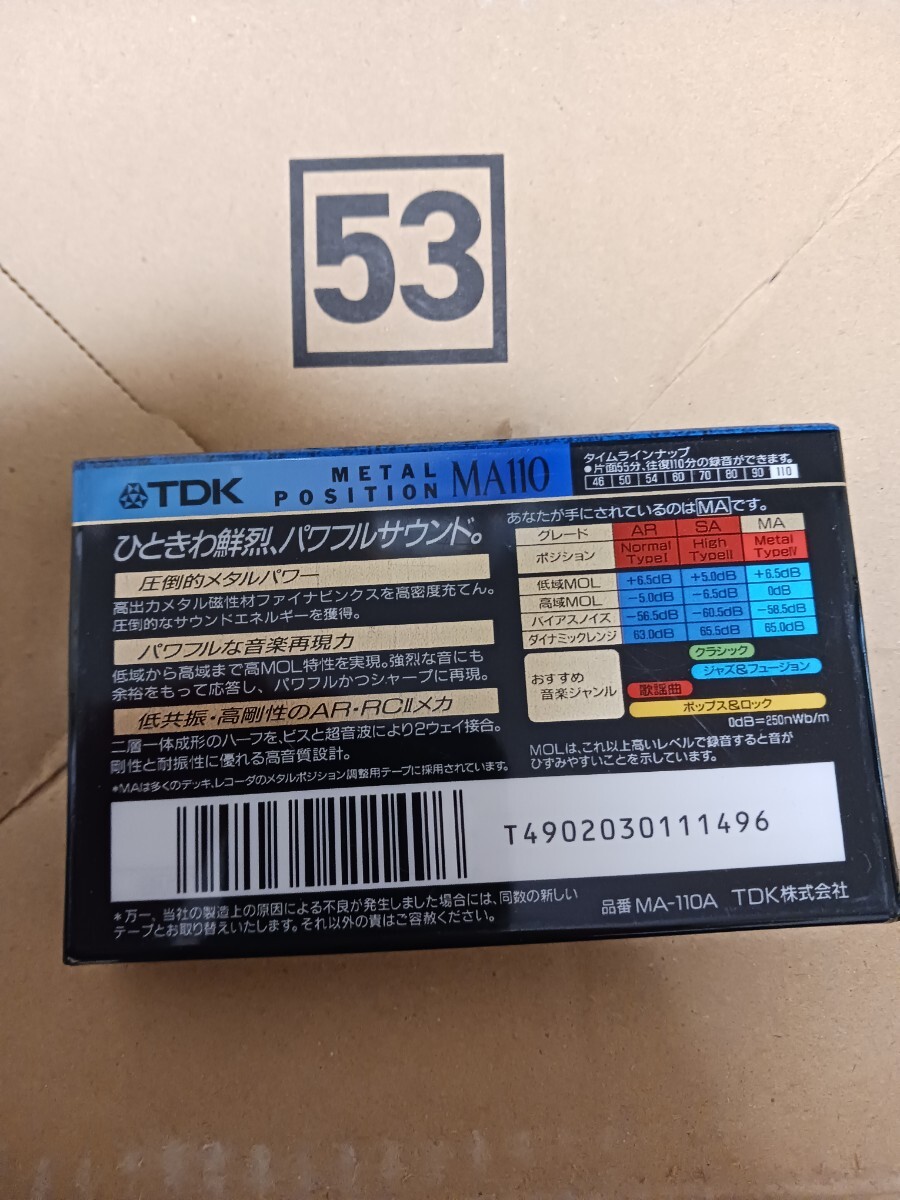 53
TDK METAL POSITION MA110
タイムラインナップ
●片面55分、往復110分の録音ができます。
46 50 54 60 70 80 90 110
ひときわ鮮烈、パワフルサウンド。
圧倒的メタルパワー
高出力メタル磁性材ファイナビンクスを高密度充てん。
圧倒的なサウンドエネルギーを獲得。
パワフルな音楽再現力
低域から高域まで高MOL特性を実現。強烈な音にも
余裕をもって応答し、パワフルかつシャープに再現。
低共振・高剛性のAR・RCIIメカ
二層一体成形のハーフを、ビスと超音波により2ウェイ接合。
剛性と耐振性に優れる高音質設計。
*MAは多くのデッキ、レコーダのメタルポジション調整用テープに採用されています。
あなたが手にされているのはMAです。
グレード AR SA MA
ポジション Normal TypeI High TypeII Metal TypeIV
低域MOL +6.5dB +5.0dB +6.5dB
高域MOL -5.0dB -6.5dB 0dB
バイアスノイズ -56.5dB -60.5dB -58.5dB
ダイナミックレンジ 63.0dB 65.5dB 65.0dB
おすすめ
音楽ジャンル
クラシック
ジャズ&フュージョン
歌謡曲
ポップス&ロック
0dB=250nWb/m
MOLは、これ以上高いレベルで録音すると音が
ひずみやすいことを示しています。
T4902030111496
*万一、当社の製造上の原因による不良が発生しました場合には、同数の新しい
テープとお取り替えいたします。それ以外の責はご容赦ください。
品番 MA-110A TDK株式会社